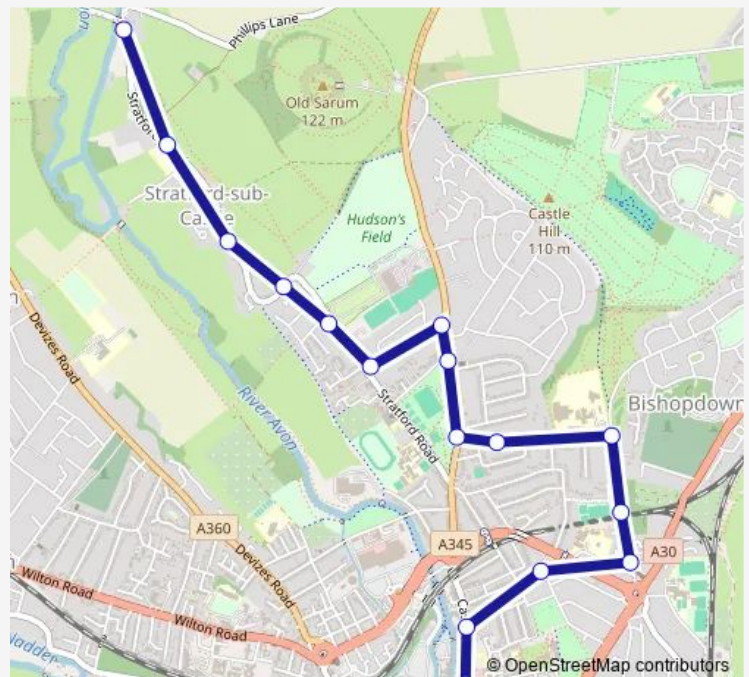 Phillips Lane
Old Sarum
122 m
Stratford-sub-
Castle
Hudson's
Field
Castle
Hill
110 m
Devizes Road
River Avon
Stratford Road
Bishopdown
A360
A345
A30
Devizes Road
Wilton Road
Wilton Road
© OpenStreetMap contributors